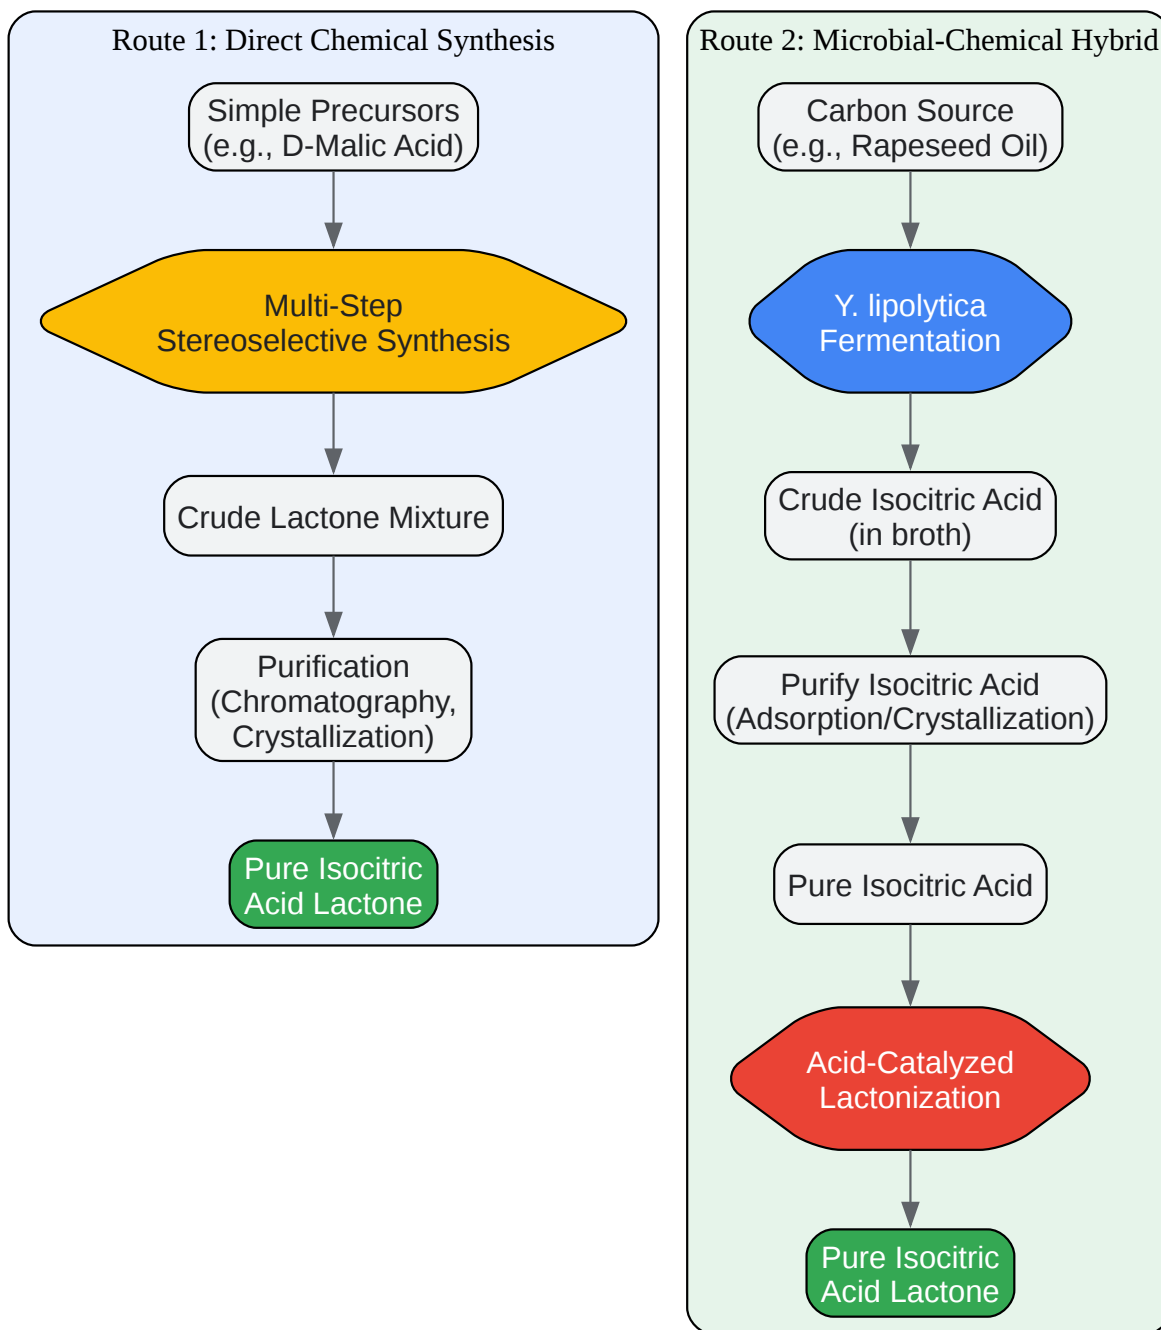 Route 1: Direct Chemical Synthesis
Simple Precursors
(e.g., D-Malic Acid)
Multi-Step
Stereoselective Synthesis
Crude Lactone Mixture
Purification
(Chromatography,
Crystallization)
Pure Isocitric
Acid Lactone
Route 2: Microbial-Chemical Hybrid
Carbon Source
(e.g., Rapeseed Oil)
Y. lipolytica
Fermentation
Crude Isocitric Acid
(in broth)
Purify Isocitric Acid
(Adsorption/Crystallization)
Pure Isocitric Acid
Acid-Catalyzed
Lactonization
Pure Isocitric
Acid Lactone